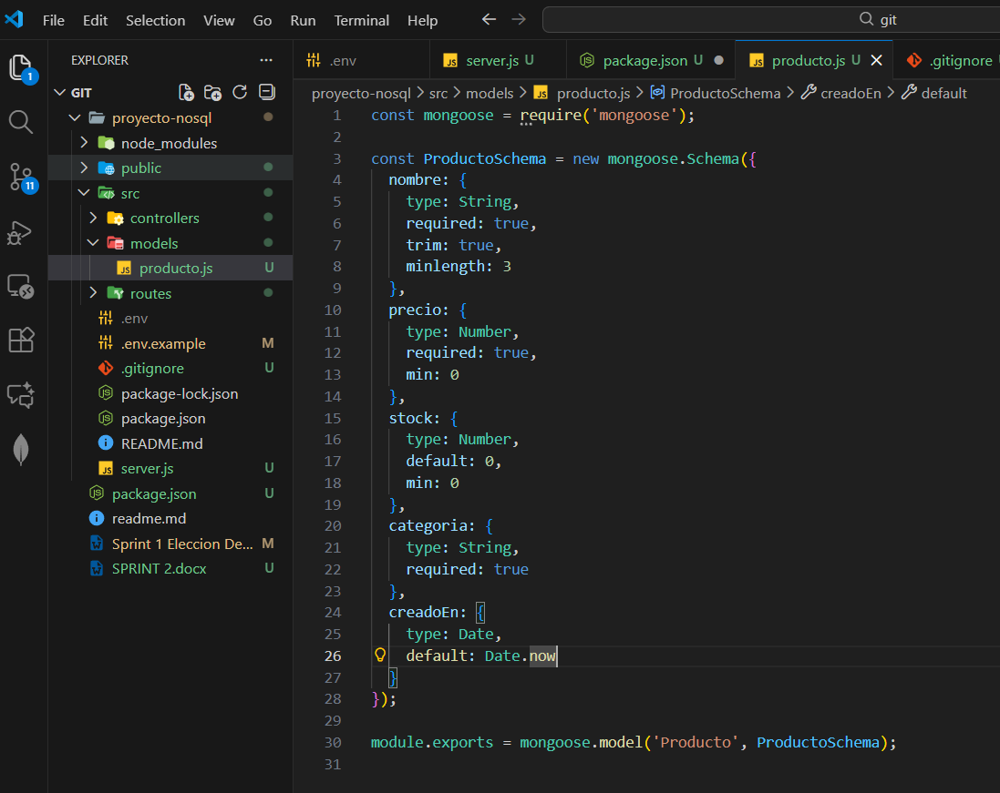 File Edit Selection View Go Run Terminal Help
git
EXPLORER
.env
server.js U
package.json U
producto.js U
.gitignore
GIT
proyecto-nosql
node_modules
public
src
controllers
models
producto.js U
routes
.env
.env.example M
.gitignore U
package-lock.json
package.json
README.md
server.js U
package.json U
readme.md
Sprint 1 Eleccion De... M
SPRINT 2.docx U
1
11
proyecto-nosql > src > models > producto.js > ProductoSchema > creadoEn > default
1 const mongoose = require('mongoose');
2
3 const ProductoSchema = new mongoose.Schema({
4 nombre: {
5 type: String,
6 required: true,
7 trim: true,
8 minlength: 3
9 },
10 precio: {
11 type: Number,
12 required: true,
13 min: 0
14 },
15 stock: {
16 type: Number,
17 default: 0,
18 min: 0
19 },
20 categoria: {
21 type: String,
22 required: true
23 },
24 creadoEn: {
25 type: Date,
26 default: Date.now
27 }
28 });
29
30 module.exports = mongoose.model('Producto', ProductoSchema);
31